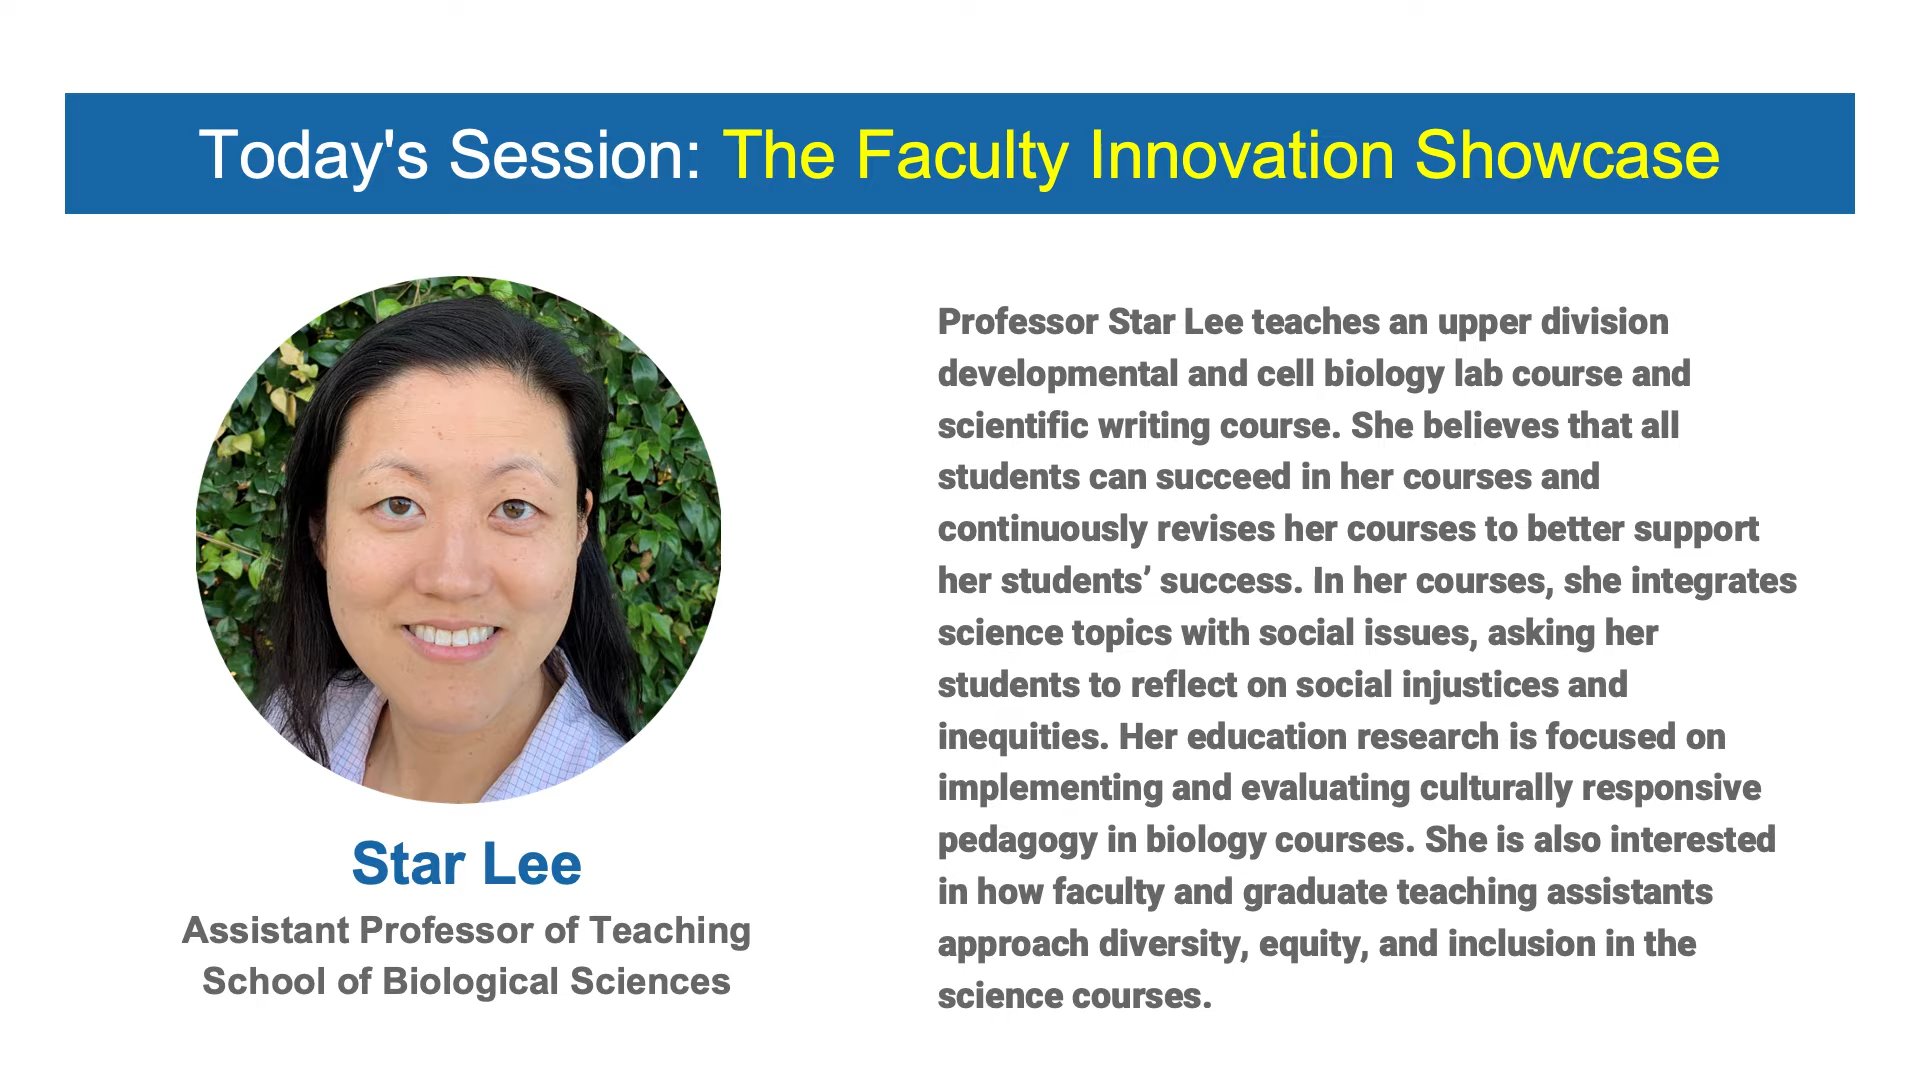 Today's Session: The Faculty Innovation Showcase
Star Lee
Assistant Professor of Teaching
School of Biological Sciences
Professor Star Lee teaches an upper division
developmental and cell biology lab course and
scientific writing course. She believes that all
students can succeed in her courses and
continuously revises her courses to better support
her students’ success. In her courses, she integrates
science topics with social issues, asking her
students to reflect on social injustices and
inequities. Her education research is focused on
implementing and evaluating culturally responsive
pedagogy in biology courses. She is also interested
in how faculty and graduate teaching assistants
approach diversity, equity, and inclusion in the
science courses.